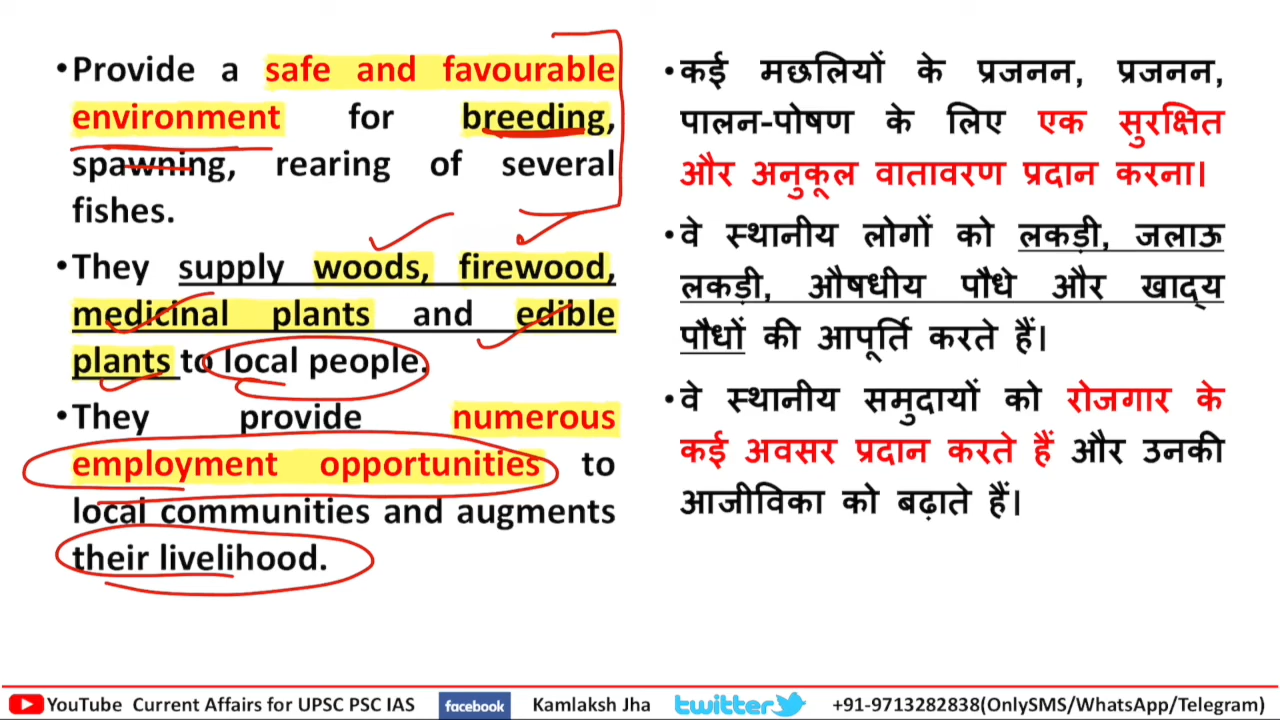 •Provide a safe and favourable
environment for breeding,
spawning, rearing of several
fishes.
•They supply woods, firewood,
medicinal plants and edible
plants to local people.
•They provide numerous
employment opportunities to
local communities and augments
their livelihood.
•कई मछलियों के प्रजनन, प्रजनन,
पालन-पोषण के लिए एक सुरक्षित
और अनुकूल वातावरण प्रदान करना।
•वे स्थानीय लोगों को लकड़ी, जलाऊ
लकड़ी, औषधीय पौधे और खाद्य
पौधों की आपूर्ति करते हैं।
•वे स्थानीय समुदायों को रोजगार के
कई अवसर प्रदान करते हैं और उनकी
आजीविका को बढ़ाते हैं।
YouTube Current Affairs for UPSC PSC IAS facebook Kamlaksh Jha twitter +91-9713282838(OnlySMS/WhatsApp/Telegram)